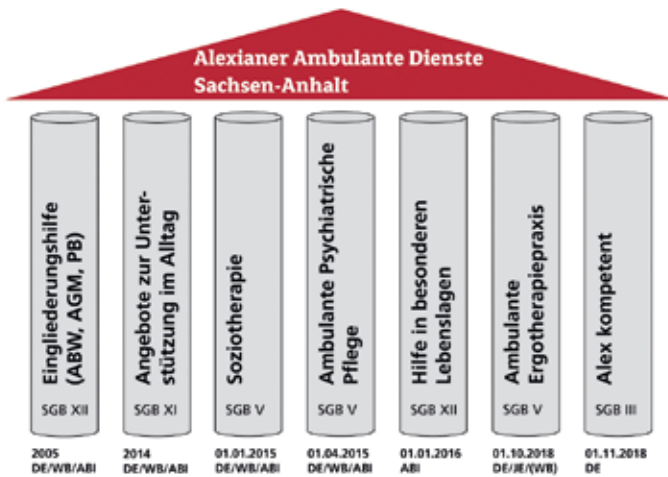 Alexianer Ambulante Dienste
Sachsen-Anhalt
Eingliederungshilfe
(ABW, AGM, PB)
SGB XII
2005
DE/WB/ABI
Angebote zur Unter-
stützung im Alltag
SGB XI
2014
DE/WB/ABI
Soziotherapie
SGB V
01.01.2015
DE/WB/ABI
Ambulante Psychiatrische
Pflege
SGB V
01.04.2015
DE/WB/ABI
Hilfe in besonderen
Lebenslagen
SGB XII
01.01.2016
ABI
Ambulante
Ergotherapiepraxis
SGB V
01.10.2018
DE/JE/(WB)
Alex kompetent
SGB III
01.11.2018
DE